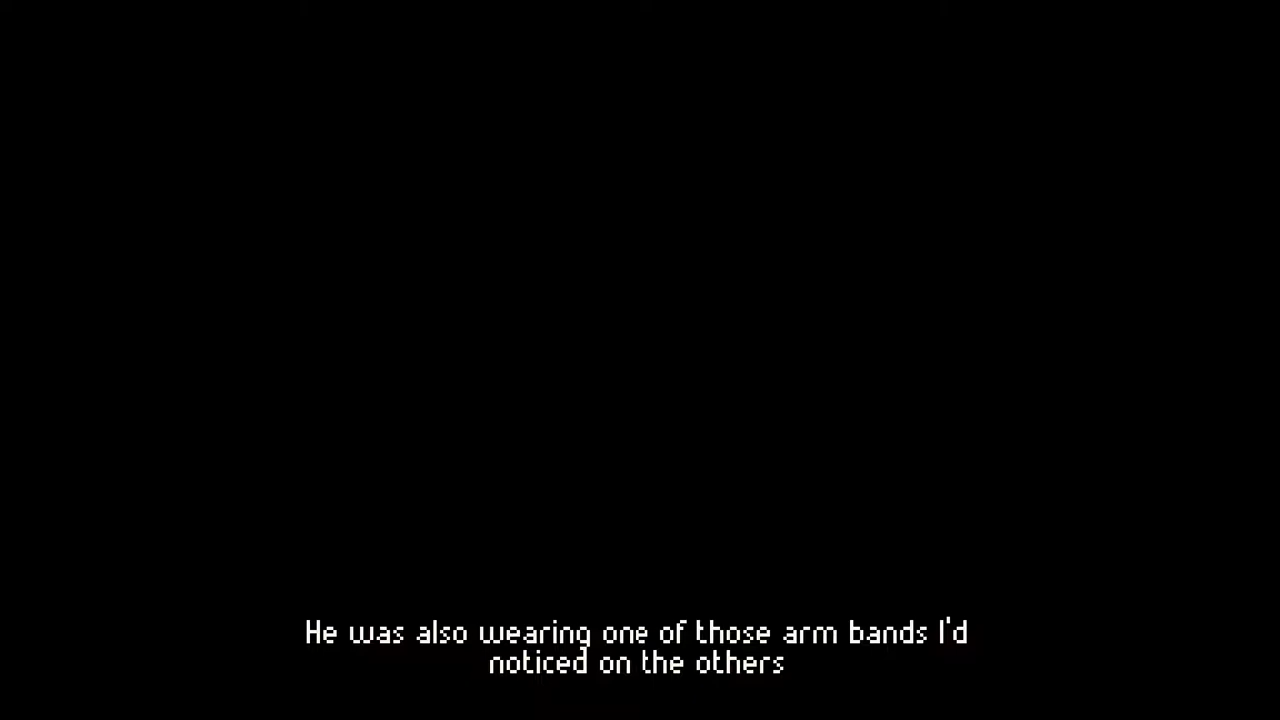 He was also wearing one of those arm bands I'd
noticed on the others